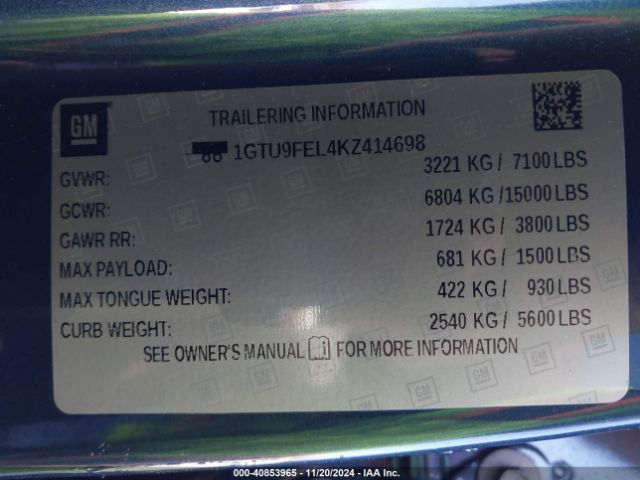 GM
TRAILERING INFORMATION
1GTU9FEL4KZ414698
GVWR: 3221 KG / 7100 LBS
GCWR: 6804 KG / 15000 LBS
GAWR RR: 1724 KG / 3800 LBS
MAX PAYLOAD: 681 KG / 1500 LBS
MAX TONGUE WEIGHT: 422 KG / 930 LBS
CURB WEIGHT: 2540 KG / 5600 LBS
SEE OWNER'S MANUAL FOR MORE INFORMATION
000-40853965 - 11/20/2024 - IAA Inc.